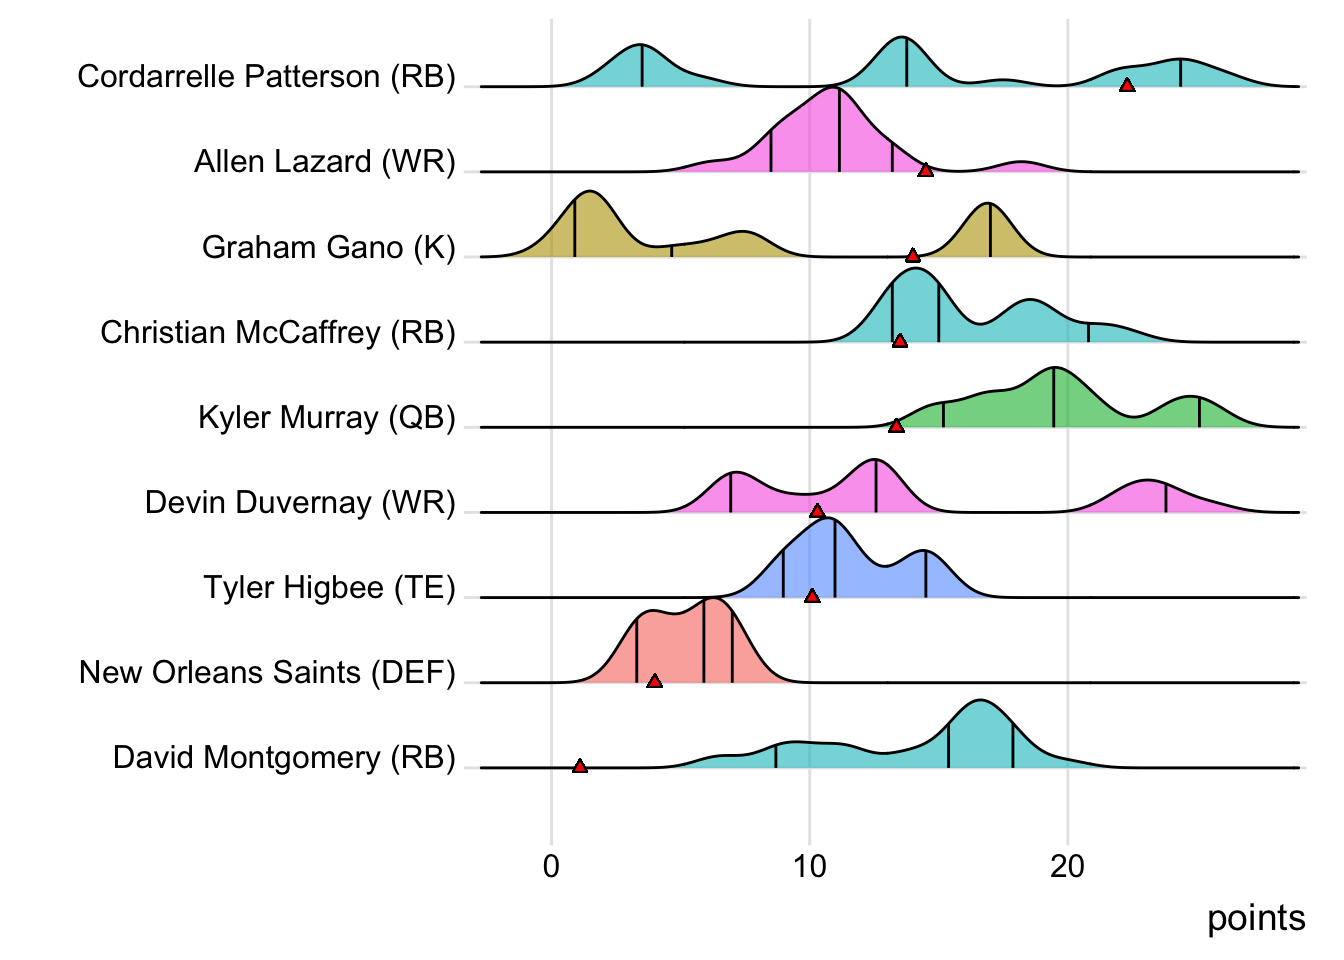 Cordarrelle Patterson (RB)
Allen Lazard (WR)
Graham Gano (K)
Christian McCaffrey (RB)
Kyler Murray (QB)
Devin Duvernay (WR)
Tyler Higbee (TE)
New Orleans Saints (DEF)
David Montgomery (RB)
0 10 20
points